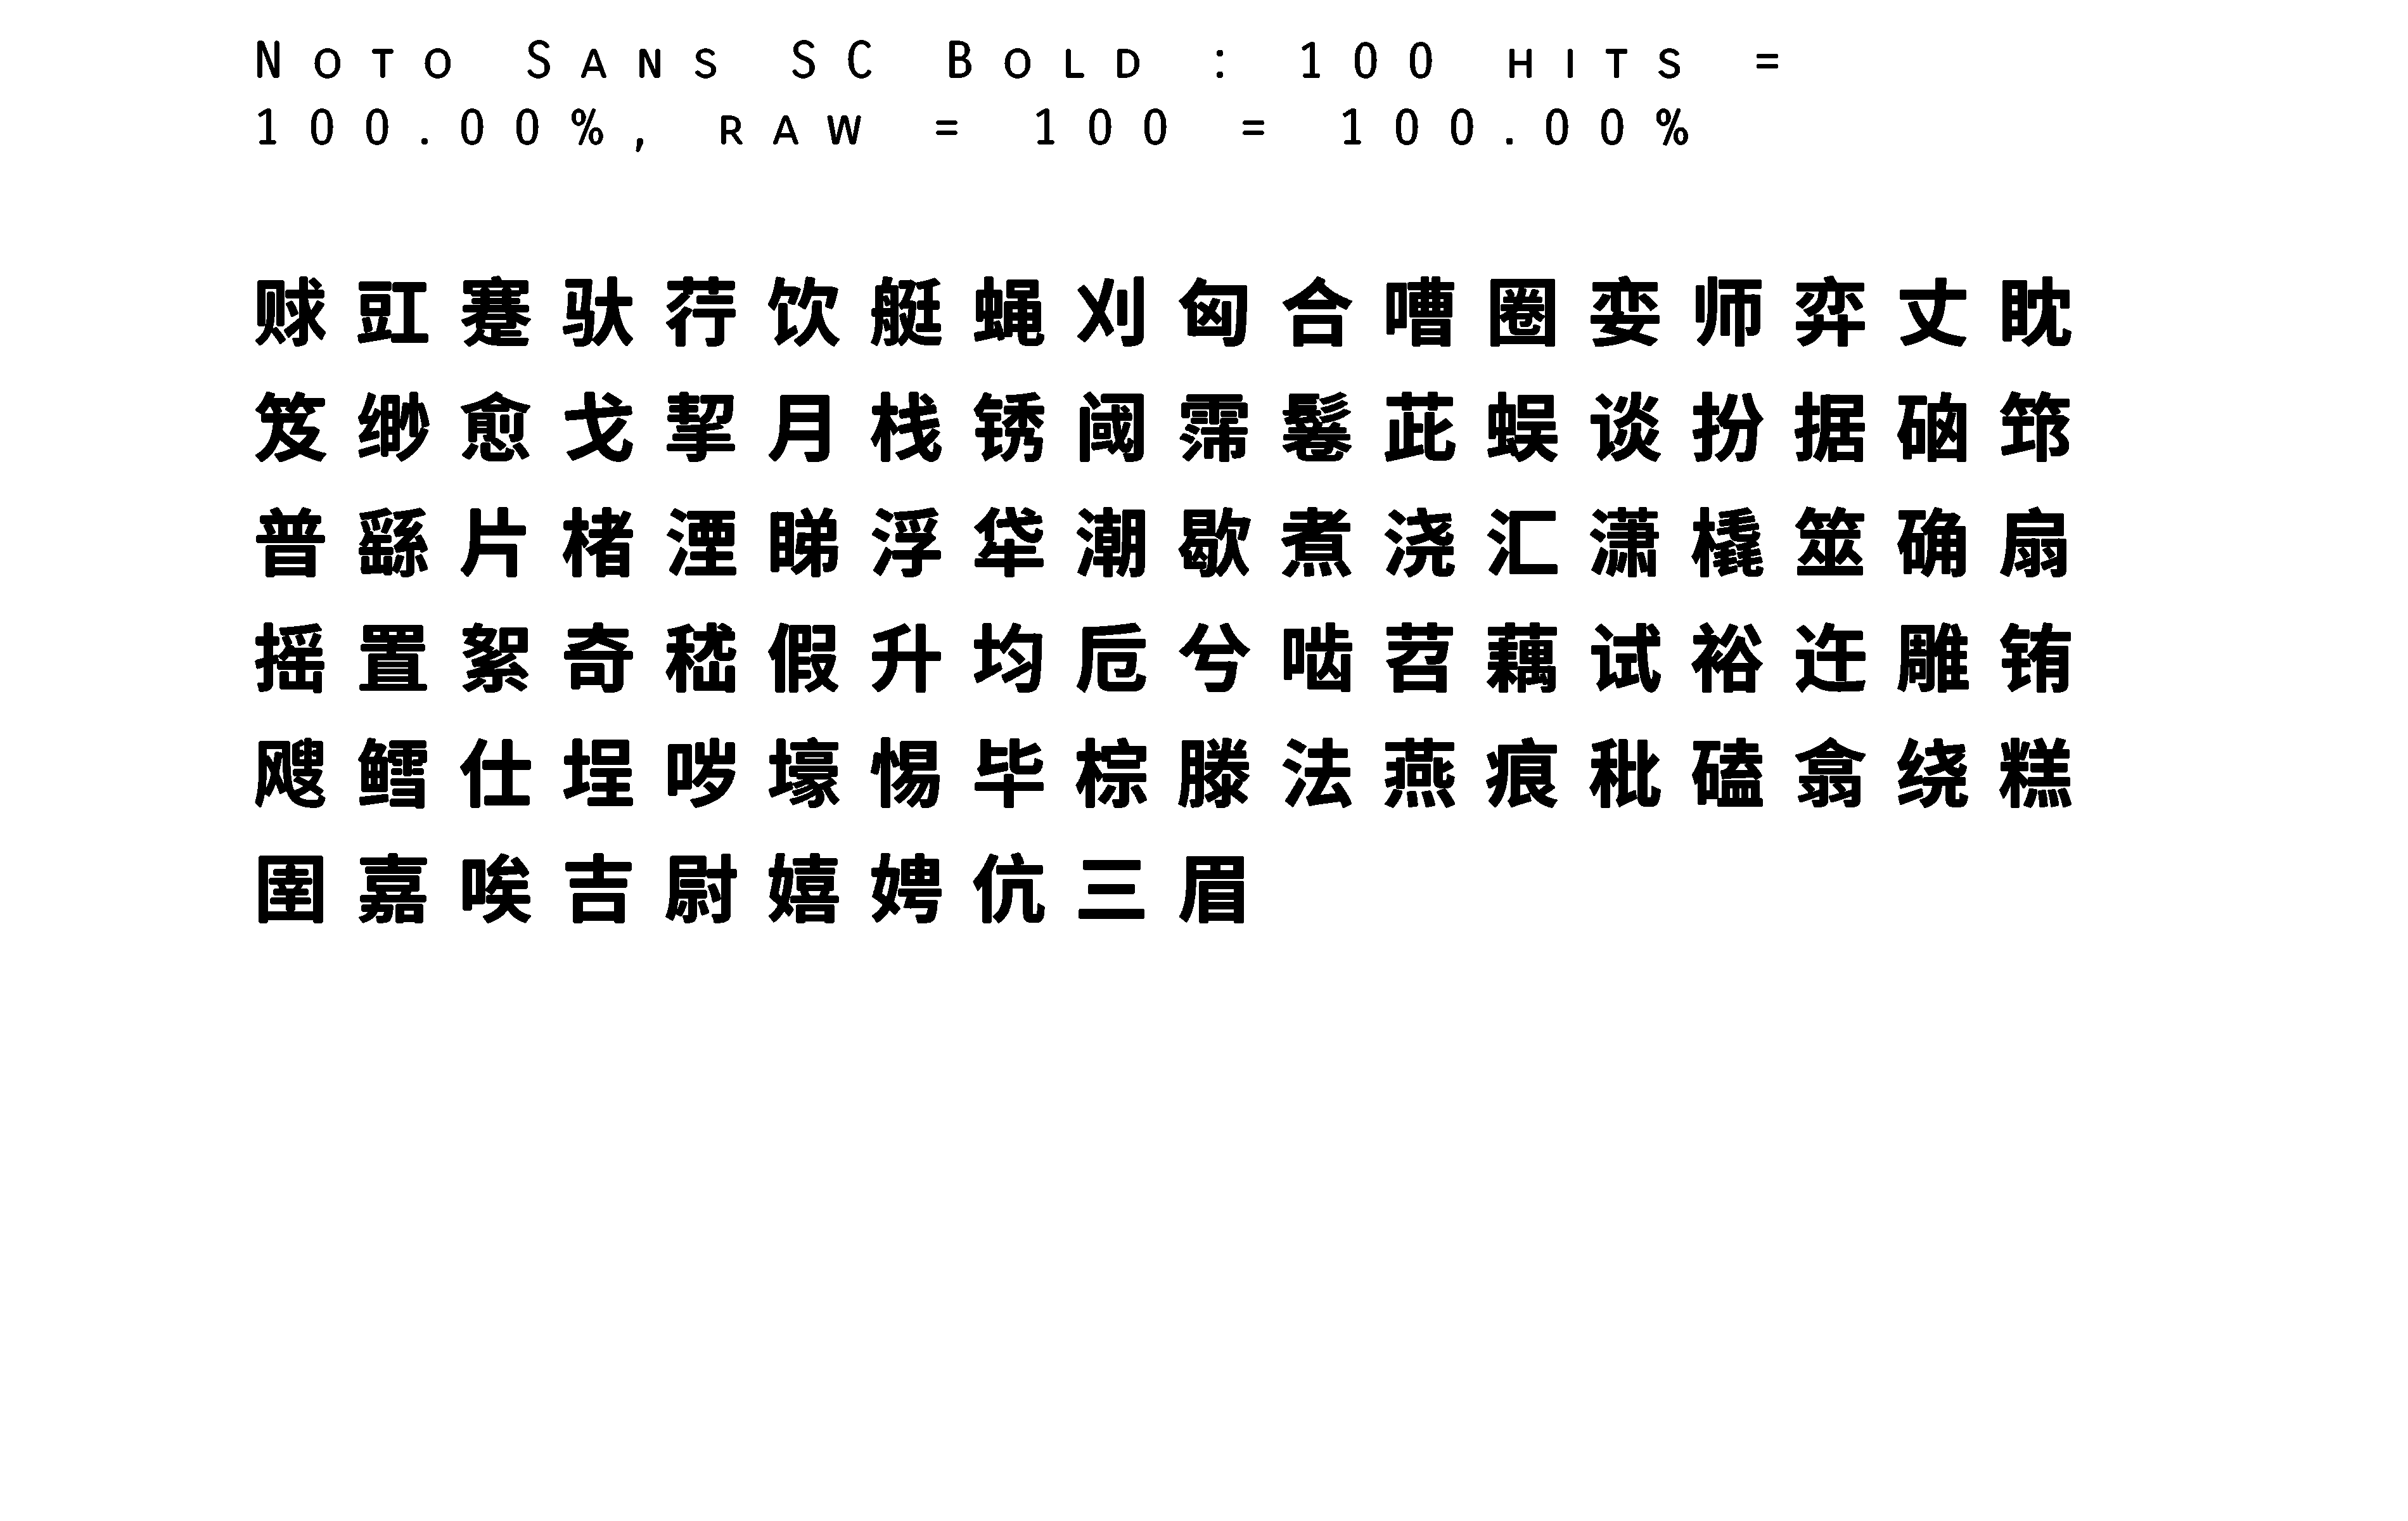 Noto Sans SC Bold : 100 hits =
100.00%, raw = 100 = 100.00%
赇豇蹇驮荇饮艇蝇刈匈合嘈圈娈师弈丈眈
笈缈愈戈挈月栈锈阈霈鬈茈蜈谈扮据硇筇
普繇片楮湮睇浮牮潮歇煮浇汇潇橇筮确扇
摇置絮奇嵇假升均卮兮啮苕藕试裕迕雕铕
飕鳕仕埕哕壕惕毕棕滕法燕痕秕磕翕绕糕
圉嘉唉吉尉嬉娉伉三眉